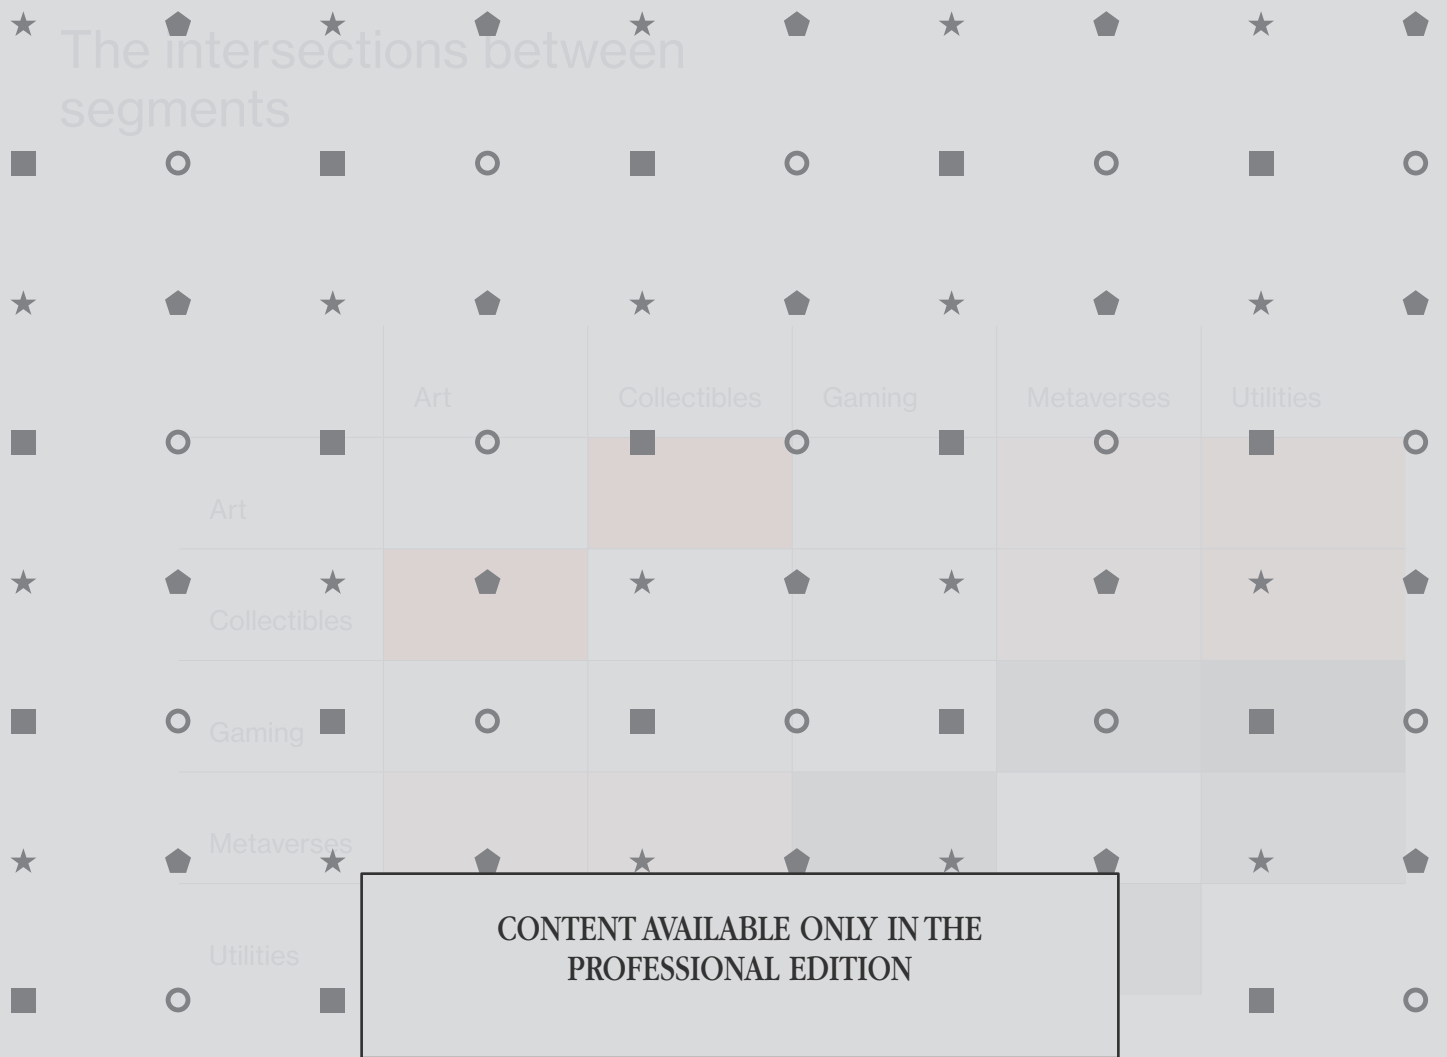 The intersections between
segments
Art Collectibles Gaming Metaverses Utilities
Art
Collectibles
Gaming
Metaverses
Utilities
CONTENT AVAILABLE ONLY IN THE
PROFESSIONAL EDITION